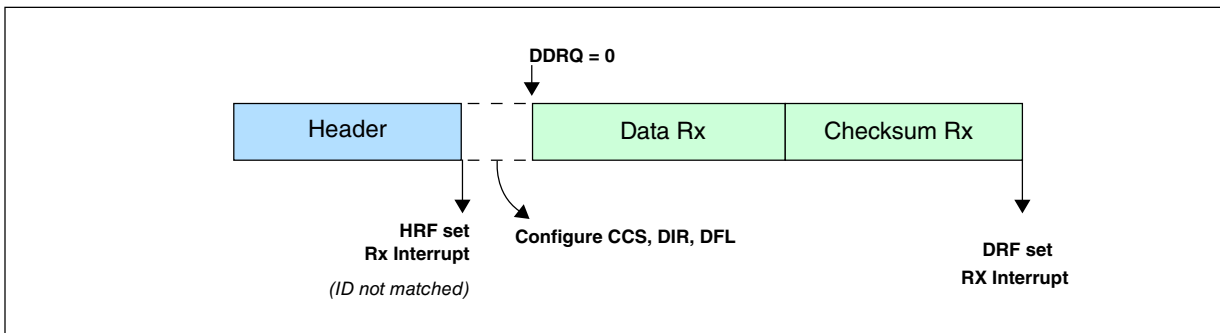 DDRQ = 0
Header
Data Rx
Checksum Rx
HRF set
Rx Interrupt
(ID not matched)
Configure CCS, DIR, DFL
DRF set
RX Interrupt